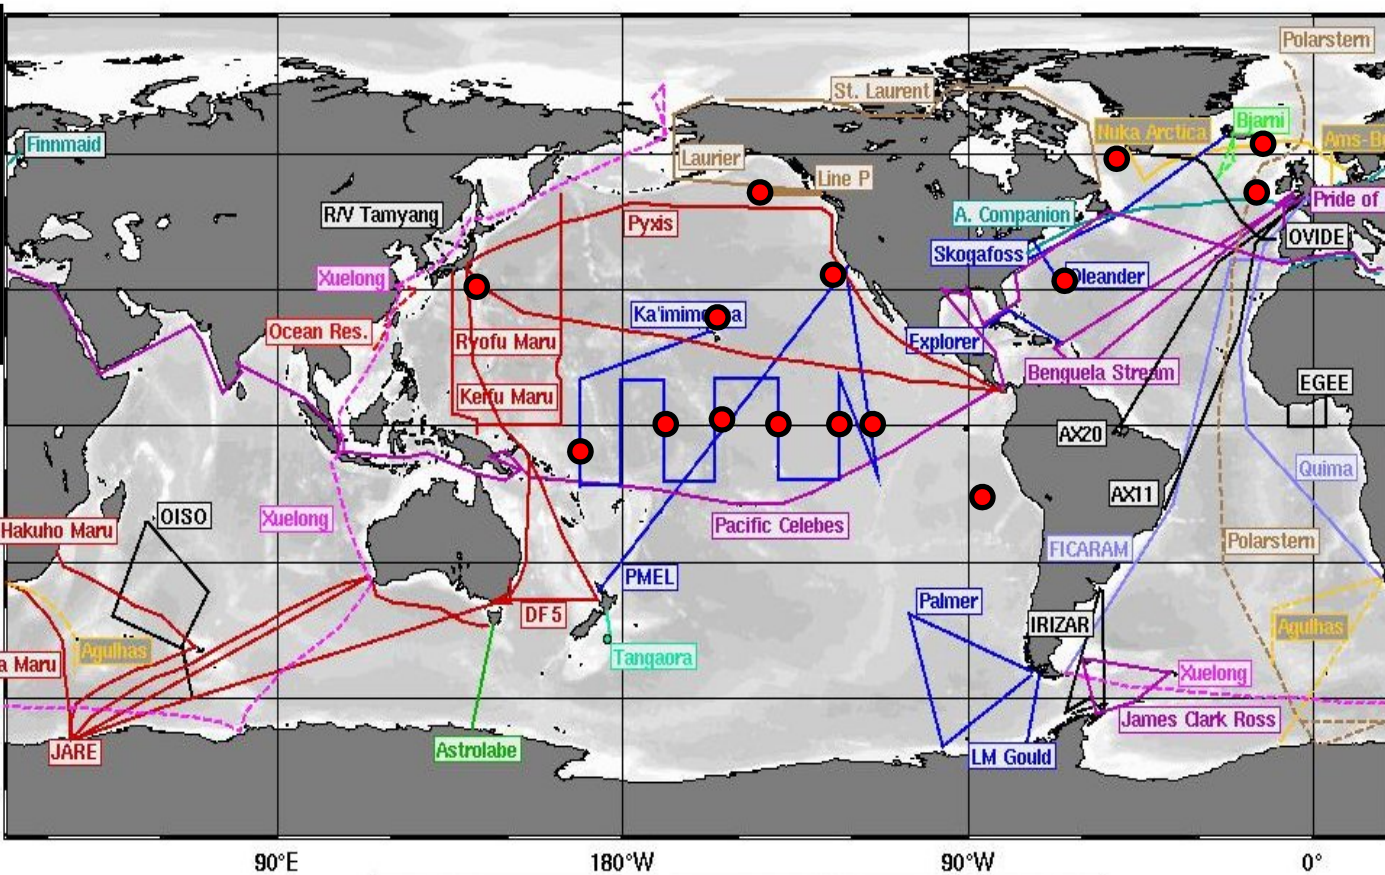 Polarstern
St. Laurent
Bjarni
Nuka Arctica
Finnmaid
Laurier
Line P
Pride of
R/V Tamyang
A. Companion
Pyxis
OVIDE
Skogafoss
Xuelong
Oleander
Ocean Res.
Ryofu Maru
Explorer
Benguela Stream
EGEE
Keifu Maru
AX20
Quima
AX11
OISO
Xuelong
Hakuho Maru
Pacific Celebes
FICARAM
Polarstern
PMEL
Palmer
DF 5
IRIZAR
Agulhas
Agulhas
a Maru
Tangaora
Xuelong
James Clark Ross
JARE
Astrolabe
LM Gould
90°E
180°W
90°W
0°